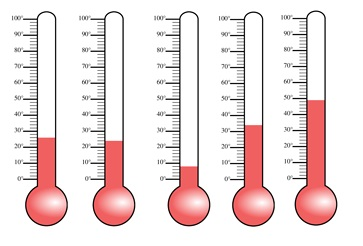 100° 100° 100° 100° 100°
90° 90° 90° 90° 90°
80° 80° 80° 80° 80°
70° 70° 70° 70° 70°
60° 60° 60° 60° 60°
50° 50° 50° 50° 50°
40° 40° 40° 40° 40°
30° 30° 30° 30° 30°
20° 20° 20° 20° 20°
10° 10° 10° 10° 10°
0° 0° 0° 0° 0°